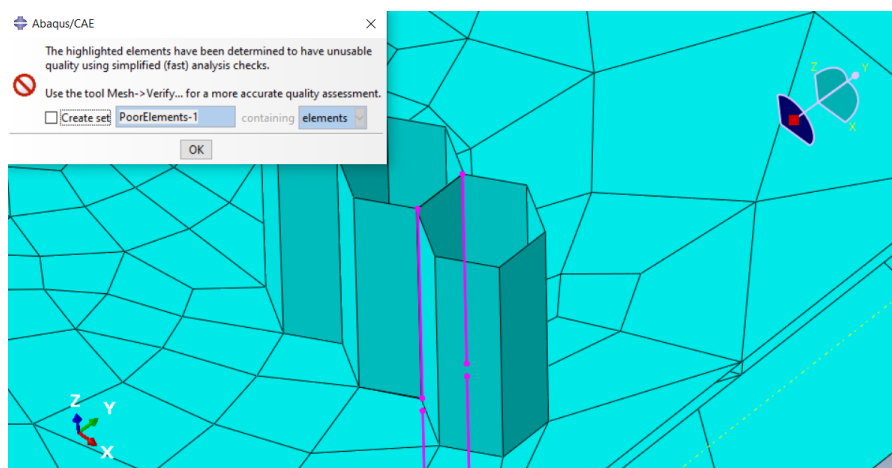 Abaqus/CAE
The highlighted elements have been determined to have unusable
quality using simplified (fast) analysis checks.
Use the tool Mesh->Verify... for a more accurate quality assessment.
Create set PoorElements-1 containing elements
OK
Z
Y
X
Z
Y
X